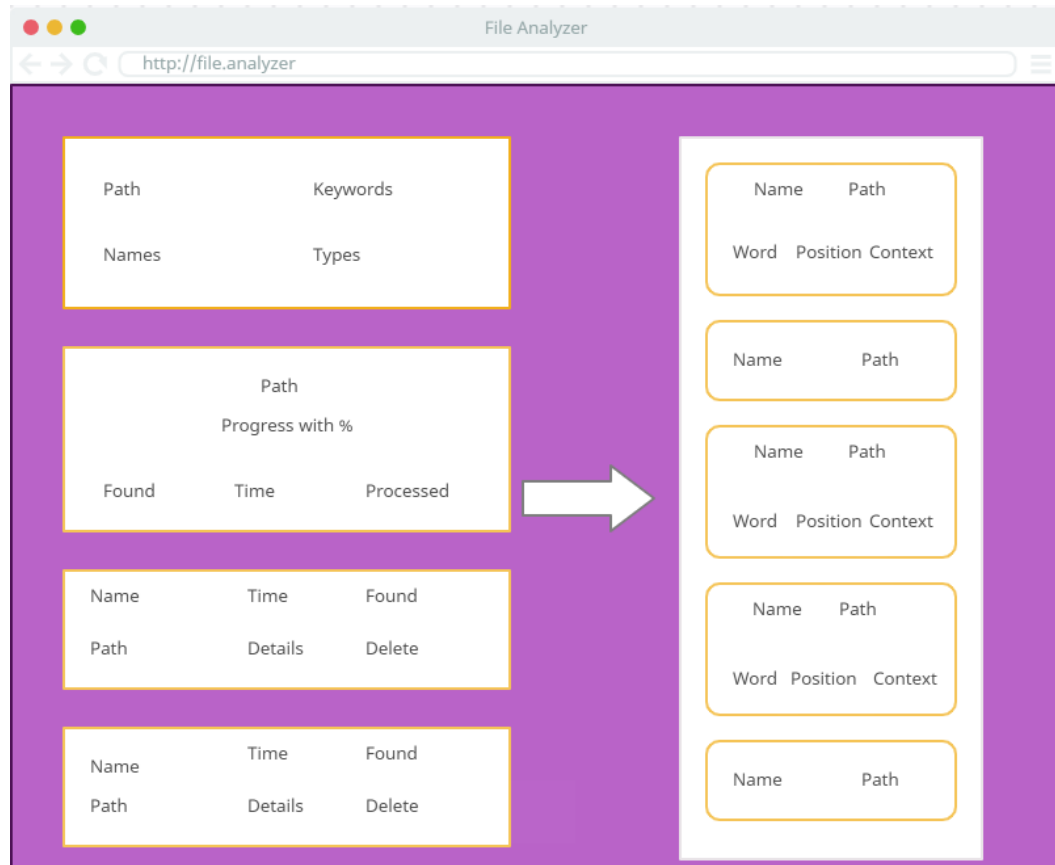 File Analyzer
http://file.analyzer
Path Keywords
Names Types
Path
Progress with %
Found Time Processed
Name Time Found
Path Details Delete
Name Time Found
Path Details Delete
Name Path
Word Position Context
Name Path
Name Path
Word Position Context
Name Path
Word Position Context
Name Path